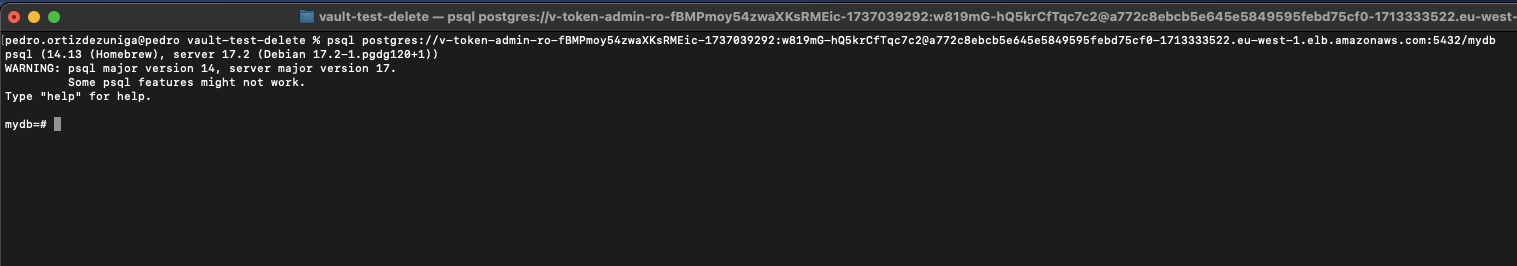 vault-test-delete — psql postgres://v-token-admin-ro-fBMPmoy54zwaXKsRMEic-1737039292:w819mG-hQ5krCfTqc7c2@a772c8ebcb5e645e5849595febd75cf0-1713333522.eu-west-
[pedro.ortizdezuniga@pedro vault-test-delete % psql postgres://v-token-admin-ro-fBMPmoy54zwaXKsRMEic-1737039292:w819mG-hQ5krCfTqc7c2@a772c8ebcb5e645e5849595febd75cf0-1713333522.eu-west-1.elb.amazonaws.com:5432/mydb
psql (14.13 (Homebrew), server 17.2 (Debian 17.2-1.pgdg120+1))
WARNING: psql major version 14, server major version 17.
Some psql features might not work.
Type "help" for help.
mydb=#